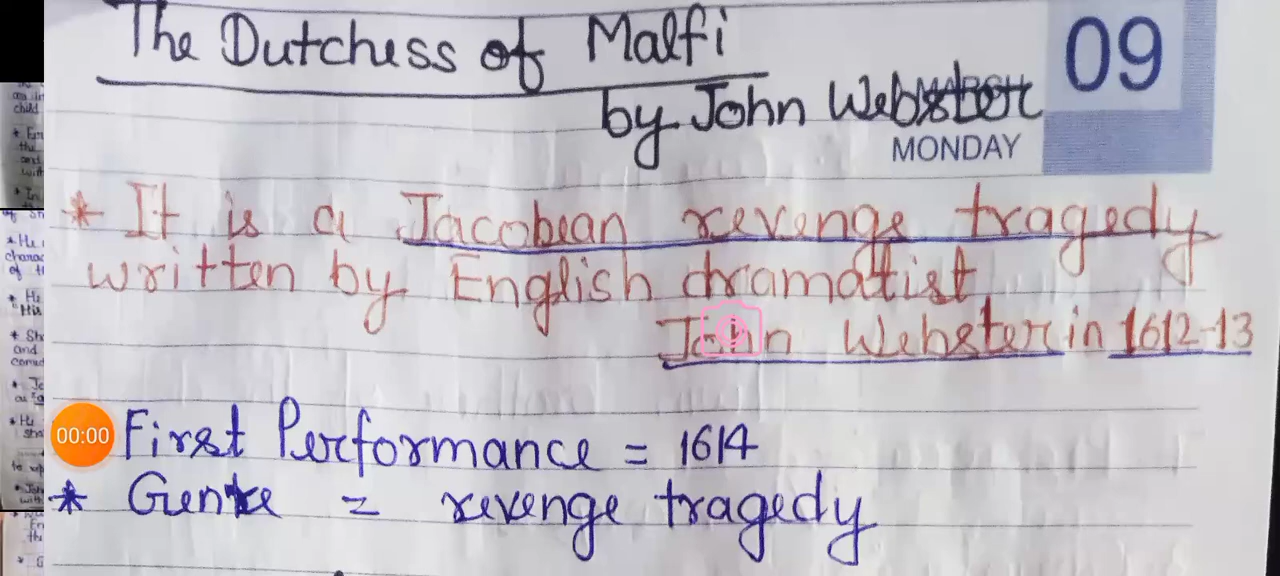 The Dutchess of Malfi
09
by John Webster
MONDAY
* It is a Jacobean revenge tragedy
written by English dramatist
John Webster in 1612-13
00:00 First Performance = 1614
* Genre = revenge tragedy